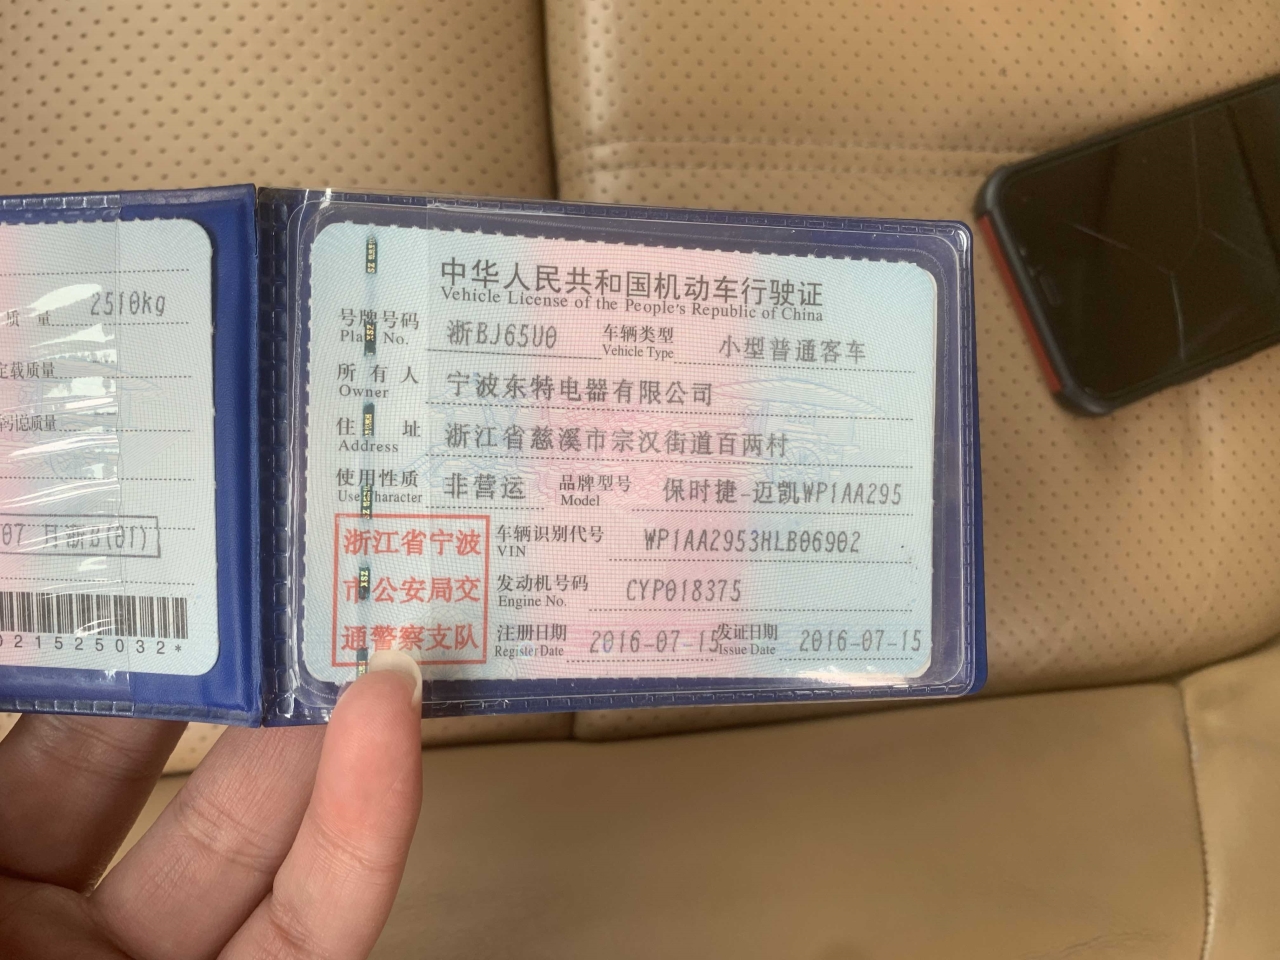 质 量 2510kg
定载质量
总质量
07 月浙B(01)
021525032*
中华人民共和国机动车行驶证
Vehicle License of the People's Republic of China
号牌号码 浙BJ65U0 车辆类型 小型普通客车
Plate No. Vehicle Type
所有人 宁波东特电器有限公司
Owner
住址 浙江省慈溪市宗汉街道百两村
Address
使用性质 非营运 品牌型号 保时捷-迈凯WP1AA295
Use Character Model
浙江省宁波
市公安局交
通警察支队
车辆识别代号 WP1AA2953HLB06902
VIN
发动机号码 CYP018375
Engine No.
注册日期 2016-07-15 发证日期 2016-07-15
Register Date Issue Date